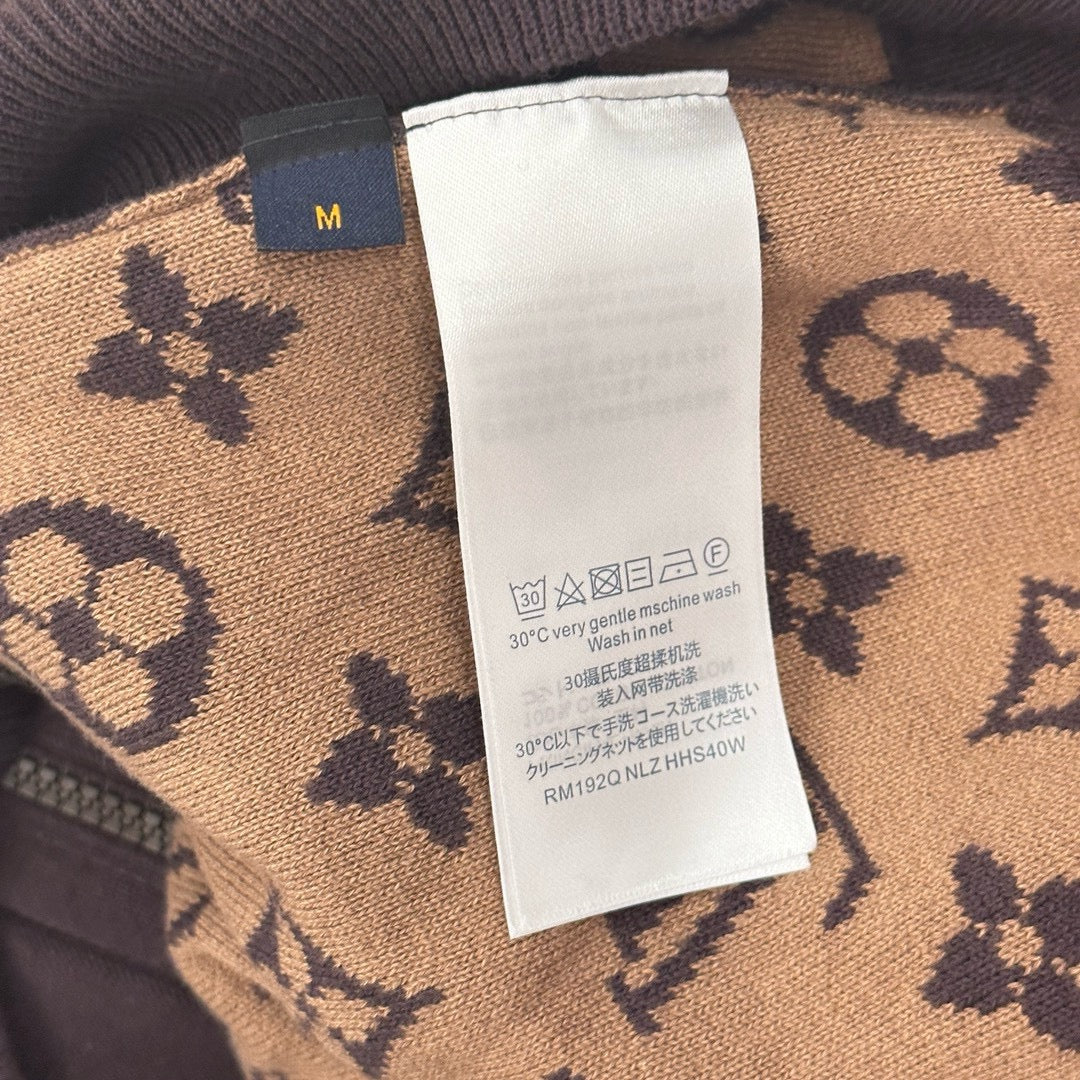 M
30
F
30°C very gentle mschine wash
Wash in net
30摄氏度超揉机洗
装入网带洗涤
30°C以下で手洗コース洗濯機洗い
クリーニングネットを使用してください
RM192Q NLZ HHS40W